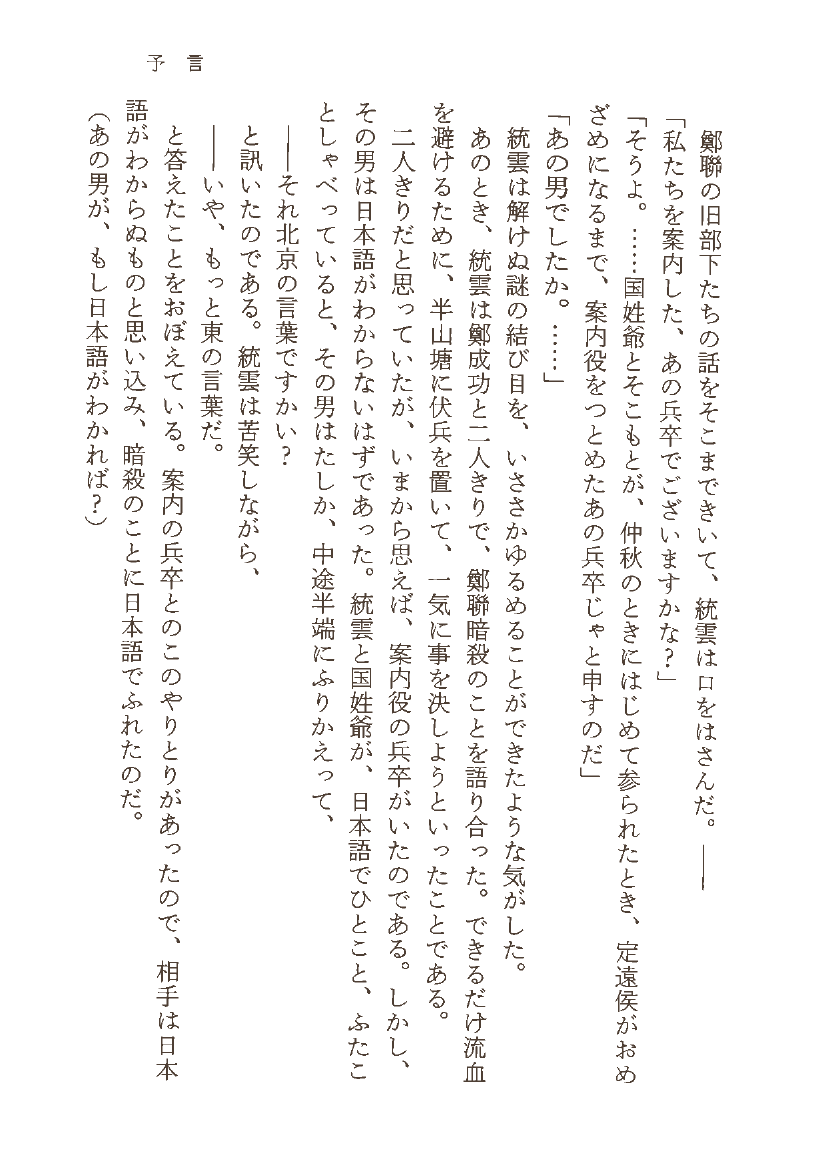 予言
鄭聯の旧部下たちの話をそこまできいて、統雲は口をはさんだ。――
「私たちを案内した、あの兵卒でございますかな？」
「そうよ。……国姓爺とそこもとが、仲秋のときにはじめて参られたとき、定遠侯がおめ
ざめになるまで、案内役をつとめたあの兵卒じゃと申すのだ」
「あの男でしたか。……」
統雲は解けぬ謎の結び目を、いささかゆるめることができたような気がした。
あのとき、統雲は鄭成功と二人きりで、鄭聯暗殺のことを語り合った。できるだけ流血
を避けるために、半山塘に伏兵を置いて、一気に事を決しようといったことである。
二人きりだと思っていたが、いまから思えば、案内役の兵卒がいたのである。しかし、
その男は日本語がわからないはずであった。統雲と国姓爺が、日本語でひとこと、ふたこ
としゃべっていると、その男はたしか、中途半端にふりかえって、
――それ北京の言葉ですかい？
と訊いたのである。統雲は苦笑しながら、
――いや、もっと東の言葉だ。
と答えたことをおぼえている。案内の兵卒とのこのやりとりがあったので、相手は日本
語がわからぬものと思い込み、暗殺のことに日本語でふれたのだ。
（あの男が、もし日本語がわかれば？）